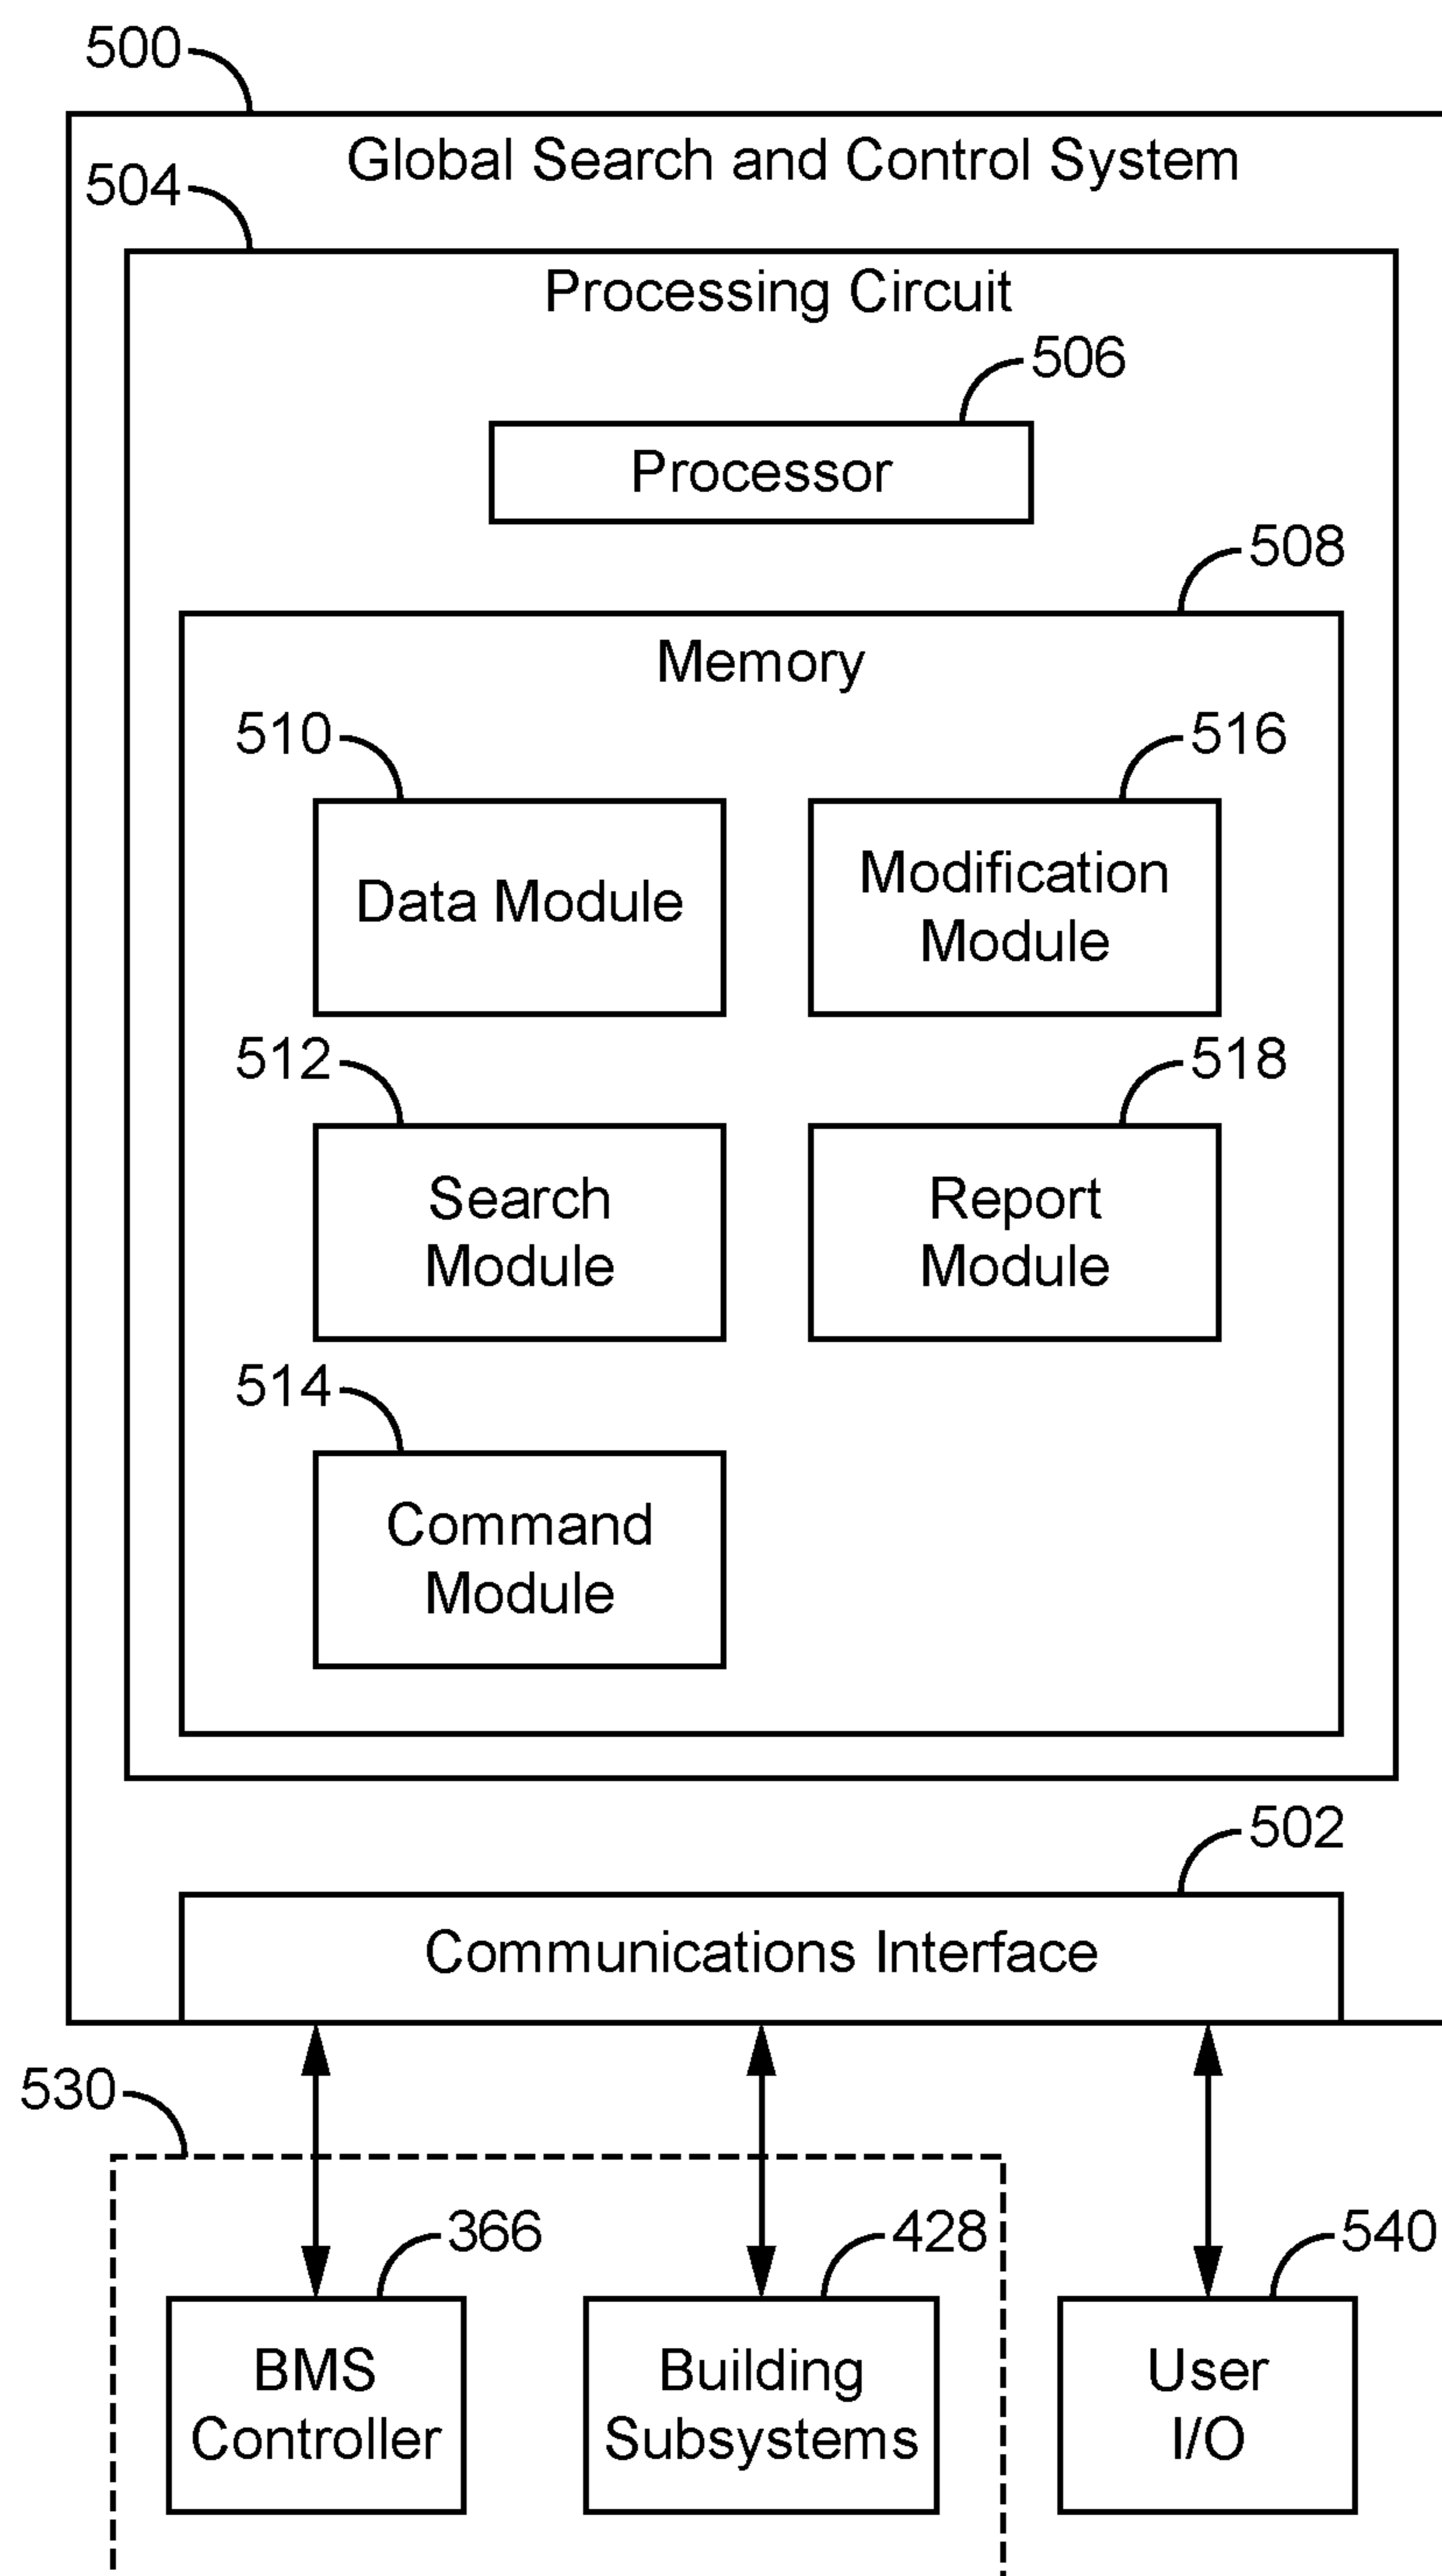 500
Global Search and Control System
504
Processing Circuit
506
Processor
508
Memory
510
516
Data Module
Modification
Module
512
518
Search
Module
Report
Module
514
Command
Module
502
Communications Interface
530
366
428
540
BMS
Controller
Building
Subsystems
User
I/O